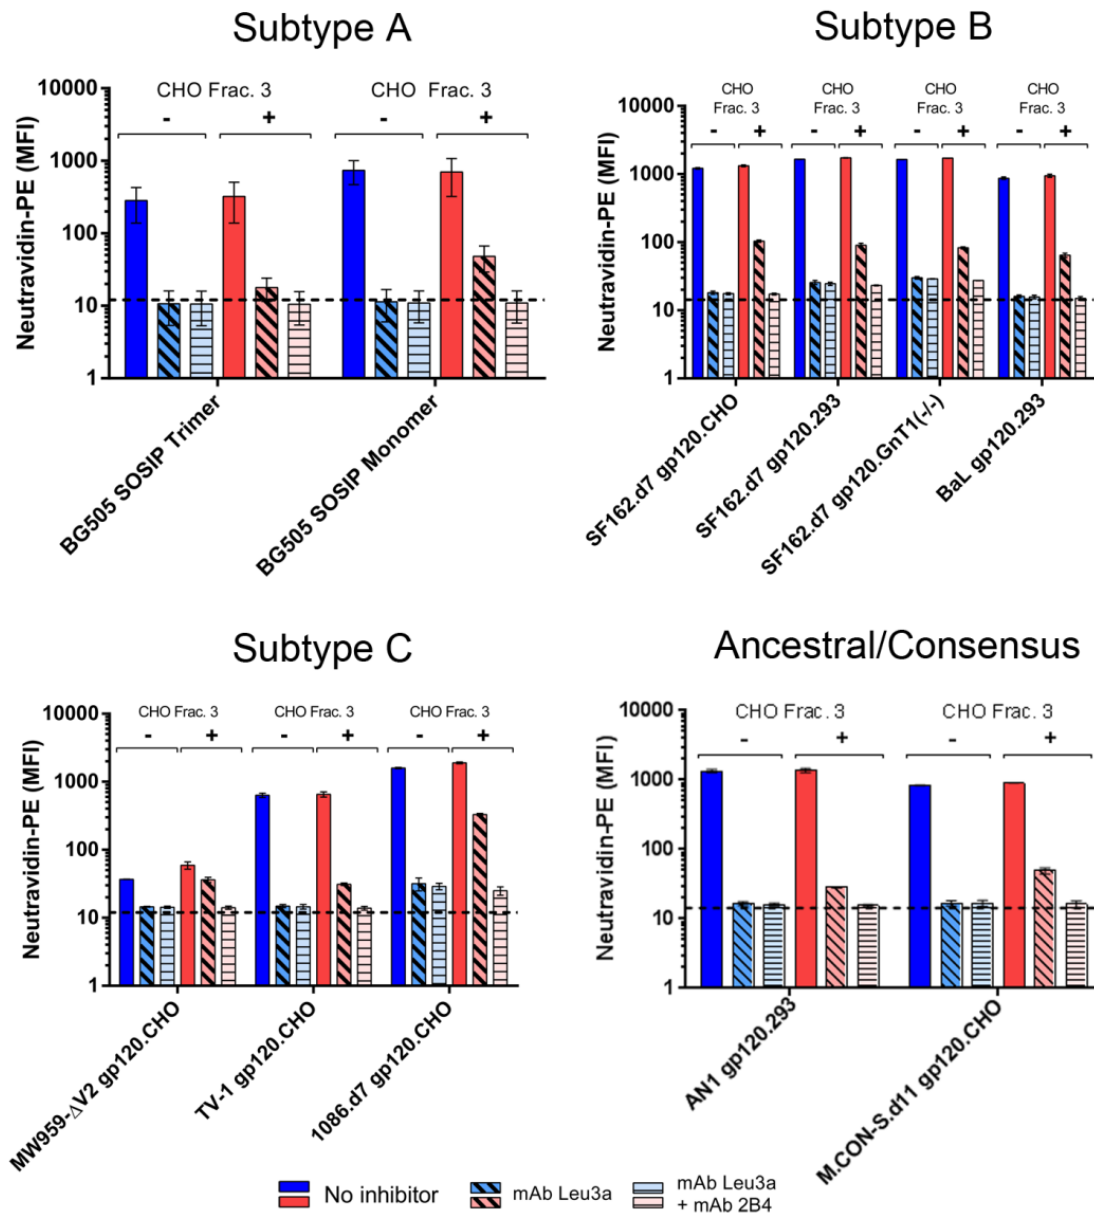 Subtype A
Neutravidin-PE (MFI)
10000
1000
100
10
1
CHO Frac. 3
CHO Frac. 3
- + - +
BG505 SOSIP Trimer
BG505 SOSIP Monomer
Subtype B
Neutravidin-PE (MFI)
10000
1000
100
10
1
CHO
Frac. 3
CHO
Frac. 3
CHO
Frac. 3
CHO
Frac. 3
- + - + - + - +
SF162.d7 gp120.CHO
SF162.d7 gp120.293
SF162.d7 gp120.GnT1(-/-)
BaL gp120.293
Subtype C
Neutravidin-PE (MFI)
10000
1000
100
10
1
CHO Frac. 3
CHO Frac. 3
CHO Frac. 3
- + - + - +
MW959-ΔV2 gp120.CHO
TV-1 gp120.CHO
1086.d7 gp120.CHO
Ancestral/Consensus
Neutravidin-PE (MFI)
10000
1000
100
10
1
CHO Frac. 3
CHO Frac. 3
- + - +
AN1 gp120.293
M.CON-S.d11 gp120.CHO
No inhibitor
mAb Leu3a
mAb Leu3a
+ mAb 2B4